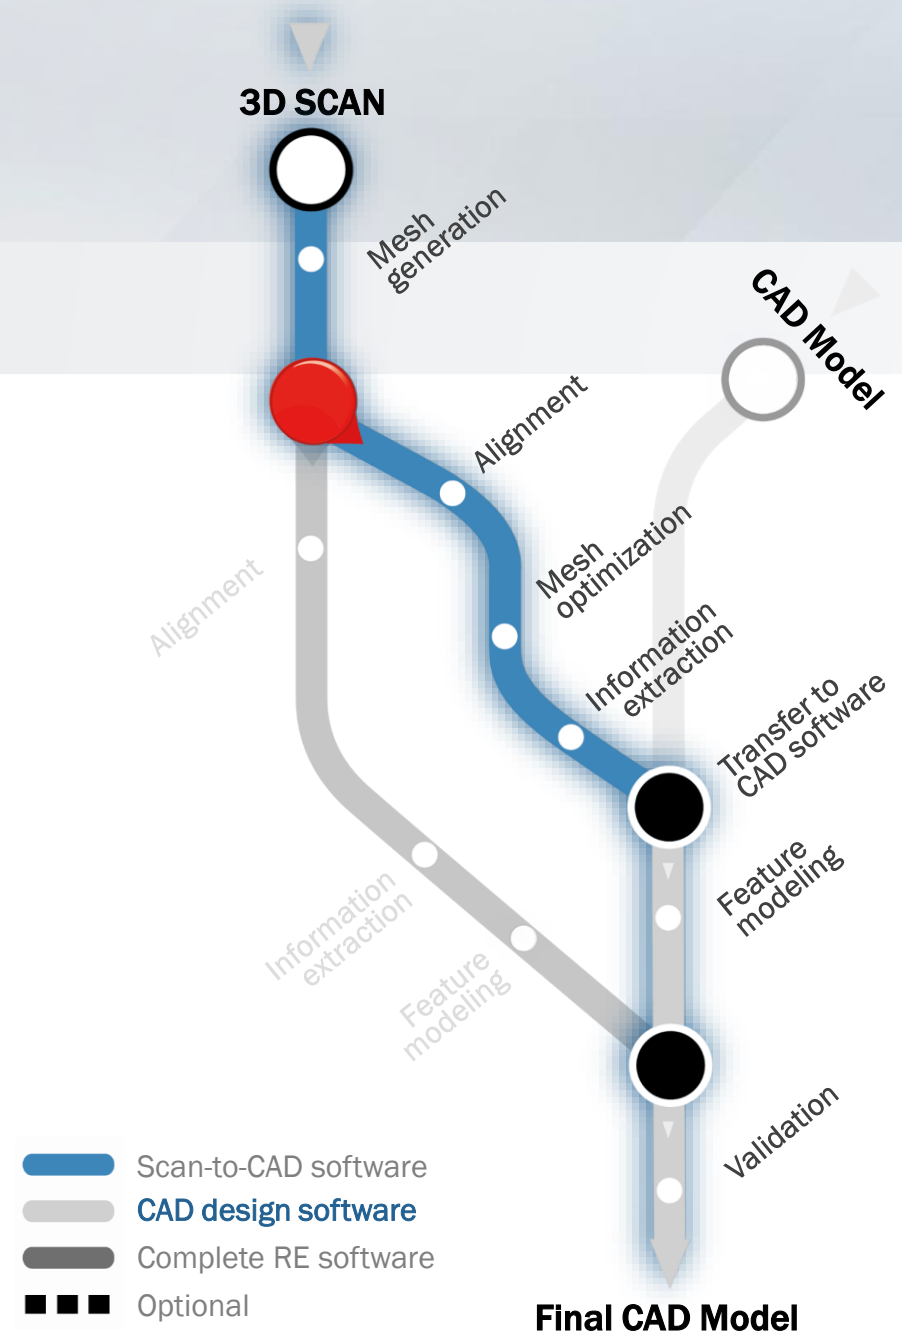 3D SCAN
Mesh
generation
CAD Model
Alignment
Mesh
optimization
Alignment
Information
extraction
Transfer to
CAD software
Feature
modeling
Information
extraction
Feature
modeling
Validation
Scan-to-CAD software
CAD design software
Complete RE software
Optional
Final CAD Model